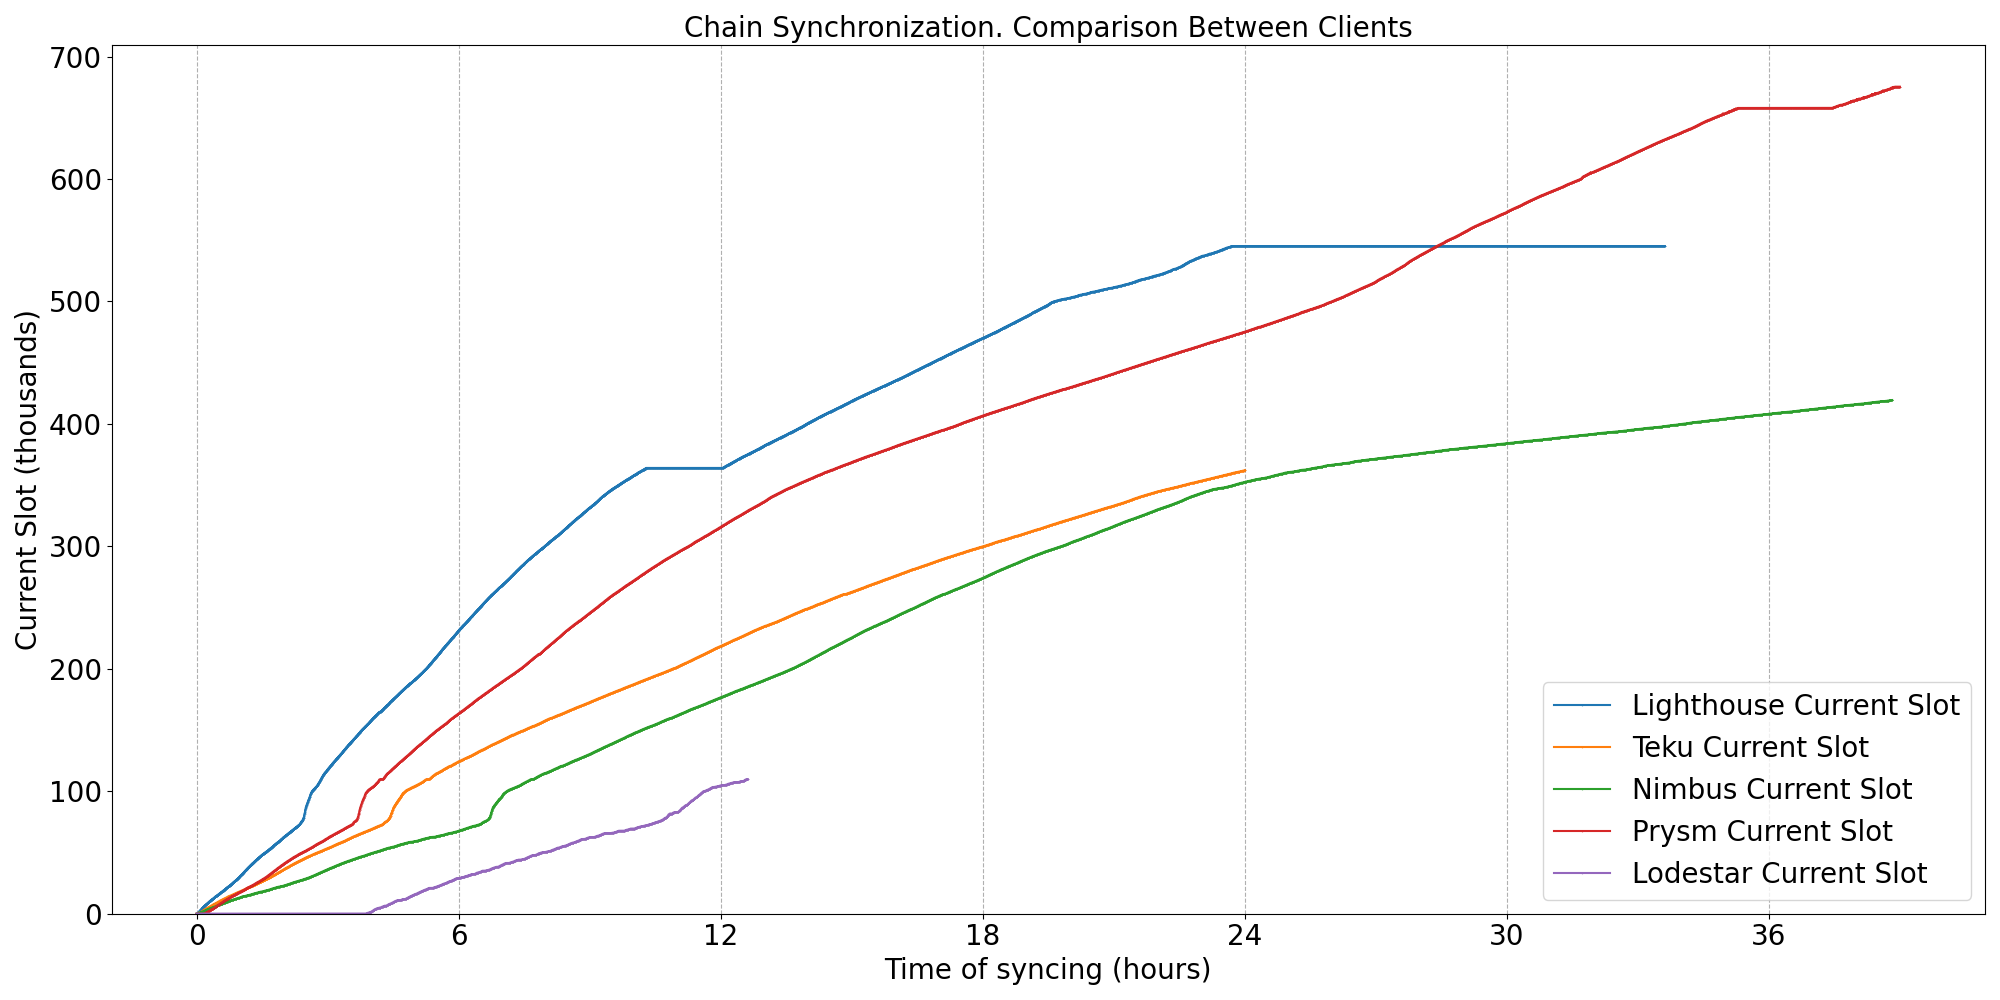 Chain Synchronization. Comparison Between Clients
Current Slot (thousands)
700
600
500
400
300
200
100
0
0 6 12 18 24 30 36
Time of syncing (hours)
Lighthouse Current Slot
Teku Current Slot
Nimbus Current Slot
Prysm Current Slot
Lodestar Current Slot